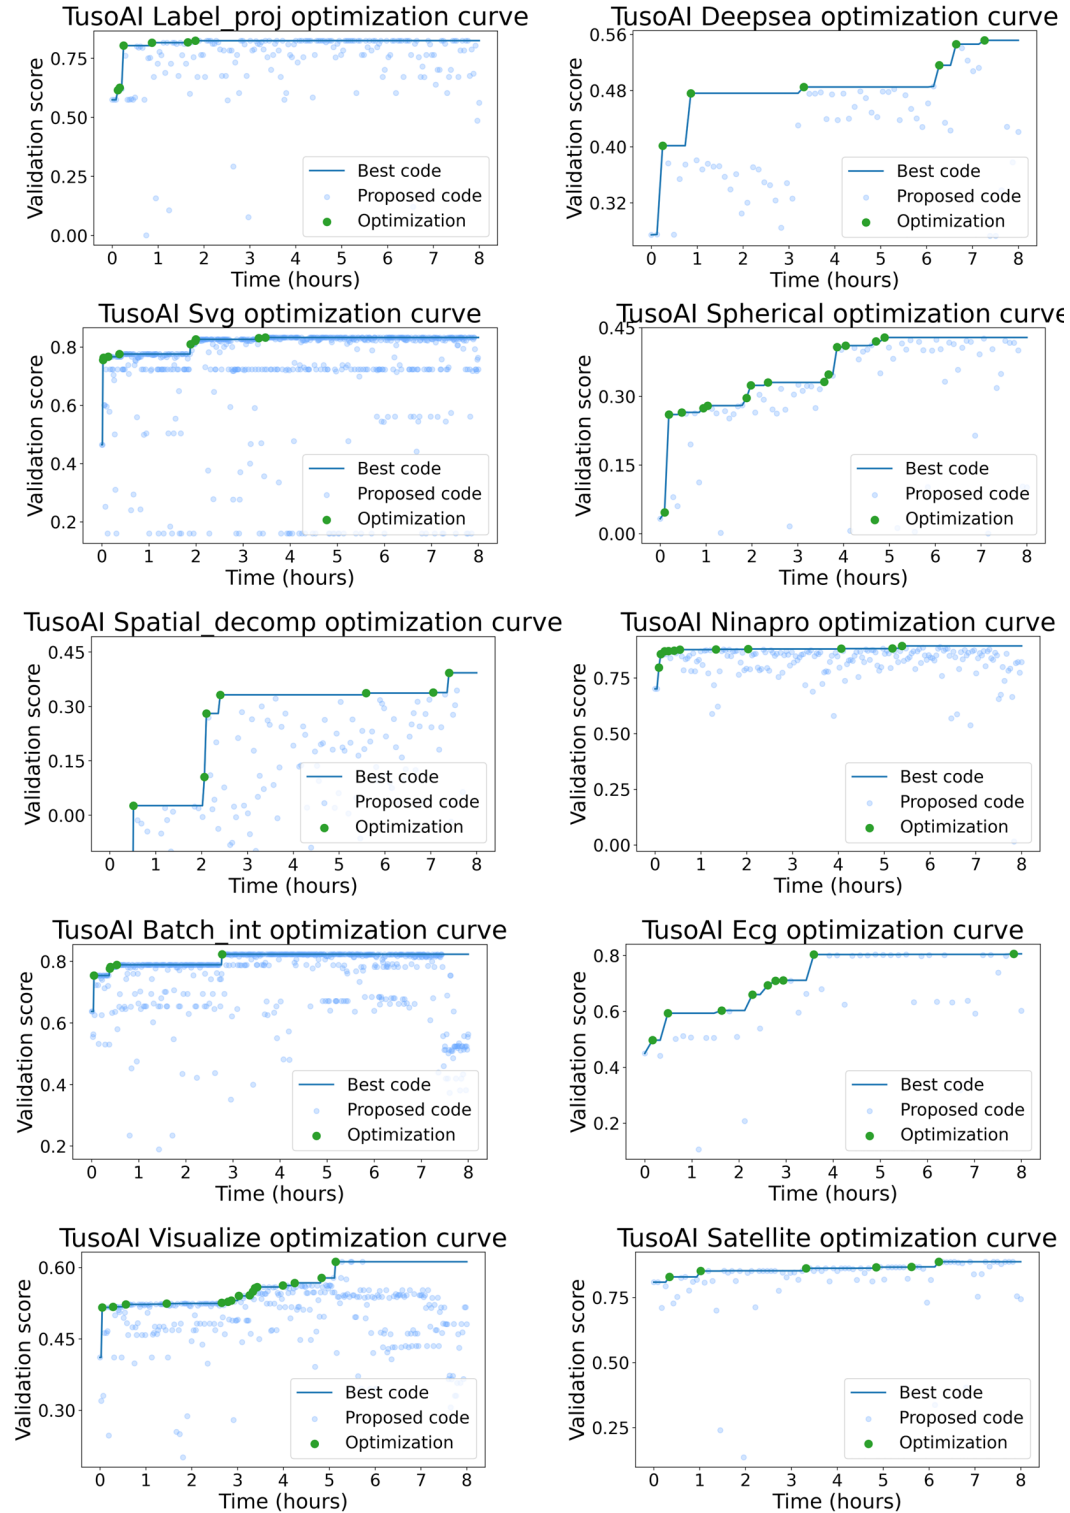 TusoAI Label_proj optimization curve
Validation score
0.75
0.50
0.25
0.00
Best code
Proposed code
Optimization
0 1 2 3 4 5 6 7 8
Time (hours)
TusoAI Deepsea optimization curve
Validation score
0.56
0.48
0.40
0.32
Best code
Proposed code
Optimization
0 1 2 3 4 5 6 7 8
Time (hours)
TusoAI Svg optimization curve
Validation score
0.8
0.6
0.4
0.2
Best code
Proposed code
Optimization
0 1 2 3 4 5 6 7 8
Time (hours)
TusoAI Spherical optimization curve
Validation score
0.45
0.30
0.15
0.00
Best code
Proposed code
Optimization
0 1 2 3 4 5 6 7 8
Time (hours)
TusoAI Spatial_decomp optimization curve
Validation score
0.45
0.30
0.15
0.00
Best code
Proposed code
Optimization
0 1 2 3 4 5 6 7 8
Time (hours)
TusoAI Ninapro optimization curve
Validation score
0.75
0.50
0.25
0.00
Best code
Proposed code
Optimization
0 1 2 3 4 5 6 7 8
Time (hours)
TusoAI Batch_int optimization curve
Validation score
0.8
0.6
0.4
0.2
Best code
Proposed code
Optimization
0 1 2 3 4 5 6 7 8
Time (hours)
TusoAI Ecg optimization curve
Validation score
0.8
0.6
0.4
0.2
Best code
Proposed code
Optimization
0 1 2 3 4 5 6 7 8
Time (hours)
TusoAI Visualize optimization curve
Validation score
0.60
0.45
0.30
Best code
Proposed code
Optimization
0 1 2 3 4 5 6 7 8
Time (hours)
TusoAI Satellite optimization curve
Validation score
0.75
0.50
0.25
Best code
Proposed code
Optimization
0 1 2 3 4 5 6 7 8
Time (hours)